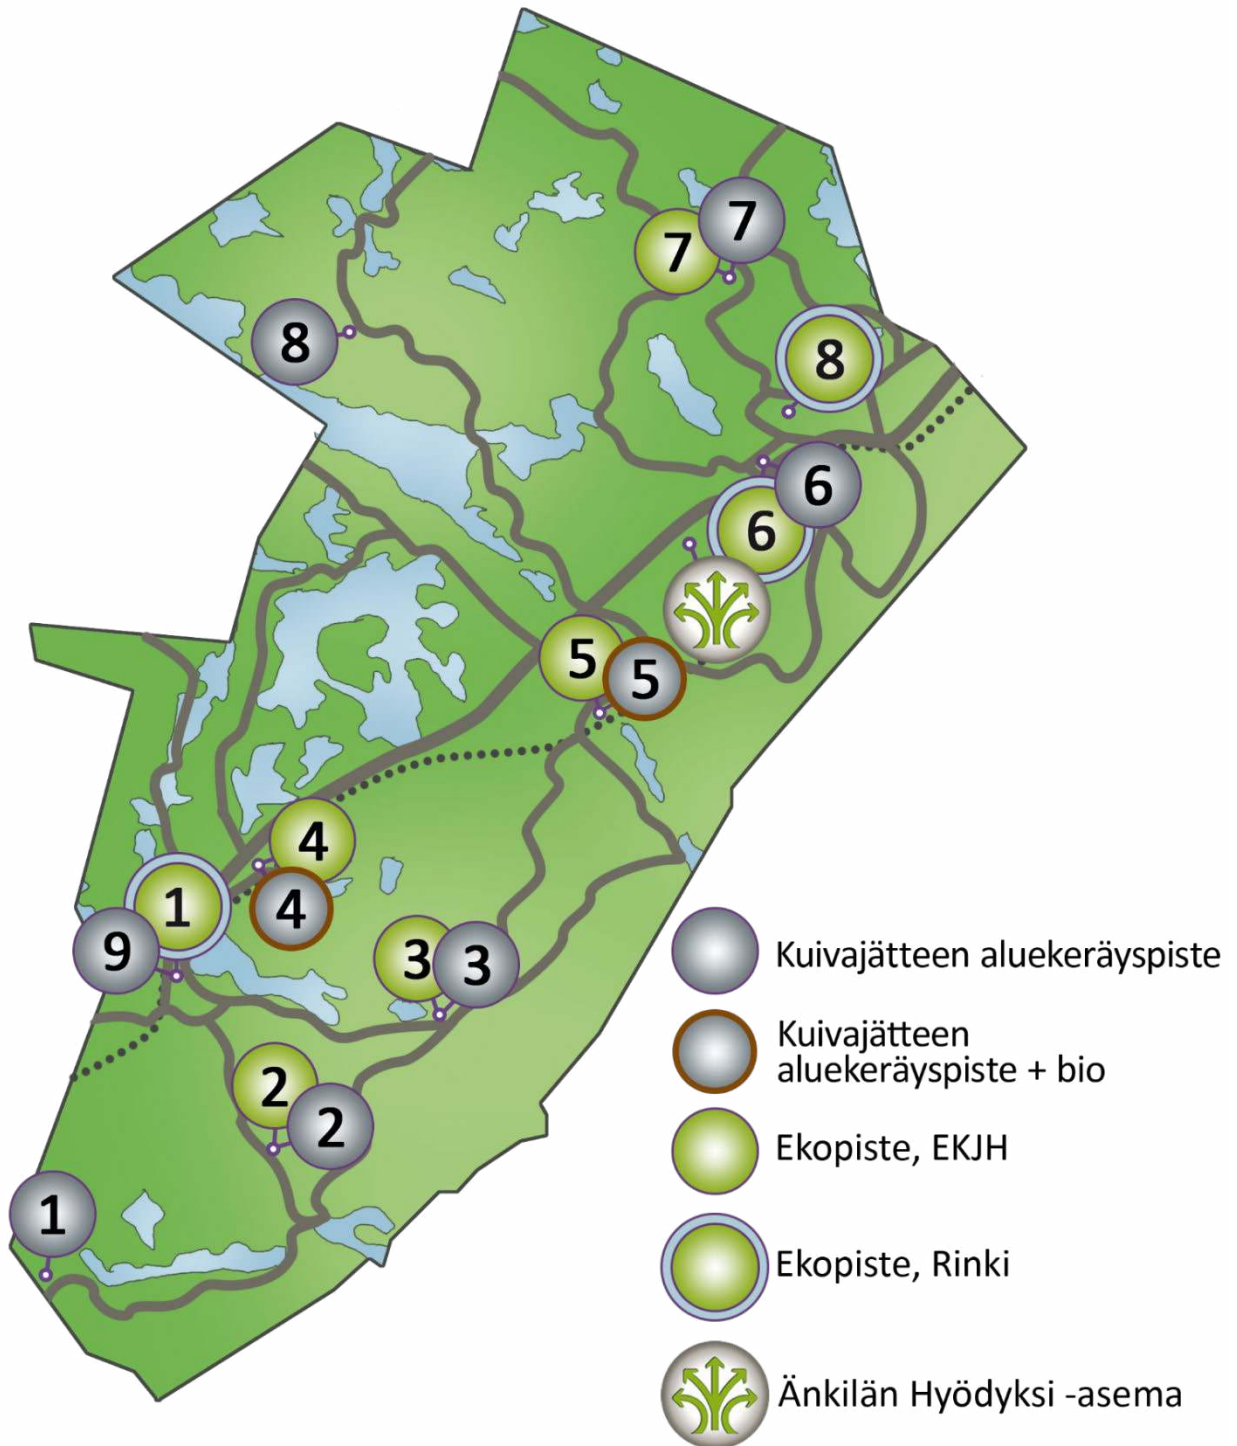 7
7
8
8
6
6
5
5
4
1
4
9
3
3
2
2
1
Kuivajätteen aluekeräyspiste
Kuivajätteen
aluekeräyspiste + bio
Ekopiste, EKJH
Ekopiste, Rinki
Änkilän Hyödyksi -asema